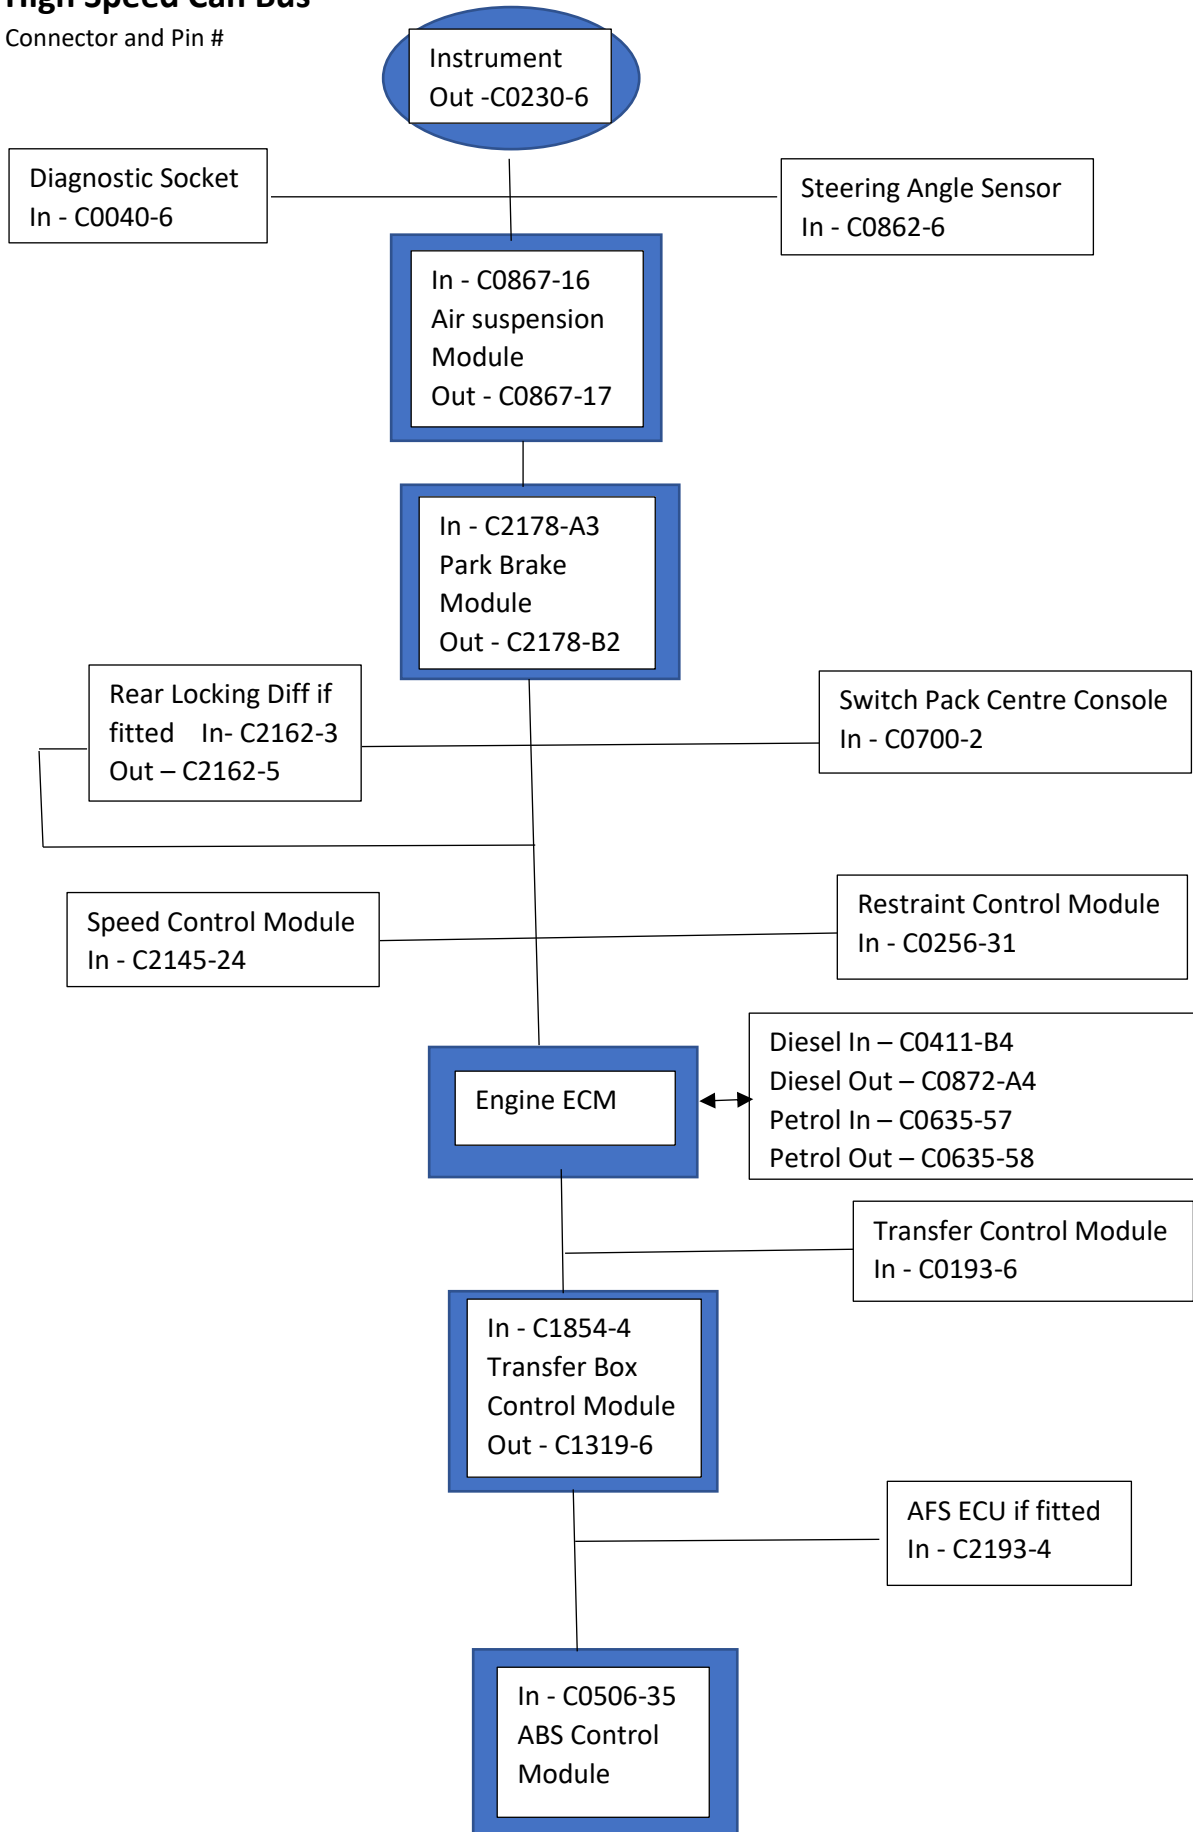 High Speed Can Bus
Connector and Pin #
Instrument
Out -C0230-6
Diagnostic Socket
In - C0040-6
Steering Angle Sensor
In - C0862-6
In - C0867-16
Air suspension
Module
Out - C0867-17
In - C2178-A3
Park Brake
Module
Out - C2178-B2
Rear Locking Diff if
fitted In- C2162-3
Out – C2162-5
Switch Pack Centre Console
In - C0700-2
Speed Control Module
In - C2145-24
Restraint Control Module
In - C0256-31
Engine ECM
Diesel In – C0411-B4
Diesel Out – C0872-A4
Petrol In – C0635-57
Petrol Out – C0635-58
Transfer Control Module
In - C0193-6
In - C1854-4
Transfer Box
Control Module
Out - C1319-6
AFS ECU if fitted
In - C2193-4
In - C0506-35
ABS Control
Module